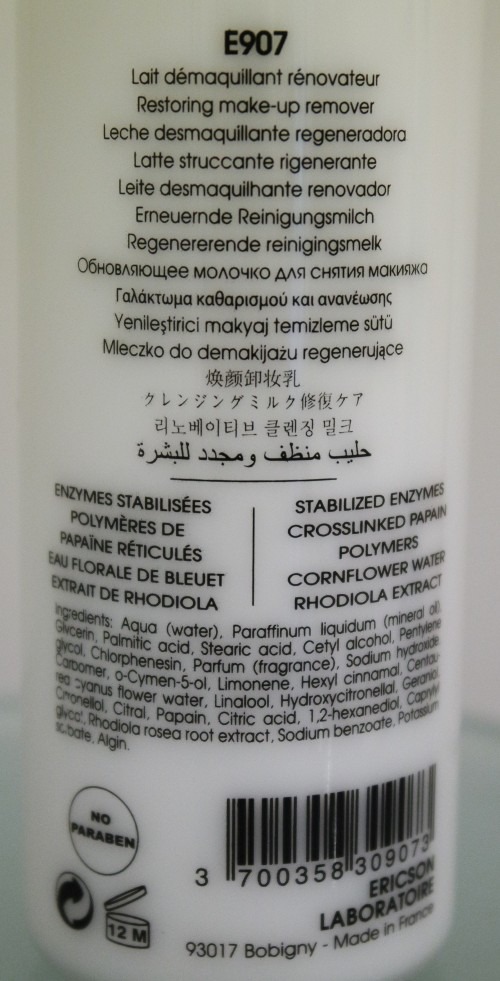 E907
Lait démaquillant rénovateur
Restoring make-up remover
Leche desmaquillante regeneradora
Latte struccante rigenerante
Leite desmaquilhante renovador
Erneuernde Reinigungsmilch
Regenererende reinigingsmelk
Обновляющее молочко для снятия макияжа
Γαλάκτωμα καθαρισμού και ανανέωσης
Yenileştirici makyaj temizleme sütü
Mleczko do demakijażu regenerujące
焕颜卸妆乳
クレンジングミルク修復ケア
리노베이티브 클렌징 밀크
حليب منظف ومجدد للبشرة
ENZYMES STABILISÉES
POLYMÈRES DE
PAPAÏNE RÉTICULÉS
EAU FLORALE DE BLEUET
EXTRAIT DE RHODIOLA
STABILIZED ENZYMES
CROSSLINKED PAPAIN
POLYMERS
CORNFLOWER WATER
RHODIOLA EXTRACT
Ingredients: Aqua (water), Paraffinum liquidum (mineral oil),
Glycerin, Palmitic acid, Stearic acid, Cetyl alcohol, Pentylene
glycol, Chlorphenesin, Parfum (fragrance), Sodium hydroxide,
Carbomer, o-Cymen-5-ol, Limonene, Hexyl cinnamal, Centau-
rea cyanus flower water, Linalool, Hydroxycitronellal, Geraniol,
Citronellol, Citral, Papain, Citric acid, 1,2-hexanediol, Caprylyl
glycol, Rhodiola rosea root extract, Sodium benzoate, Potassium
sorbate, Algin.
NO
PARABEN
12 M
3 700358 309073
ERICSON
LABORATOIRE
93017 Bobigny - Made in France